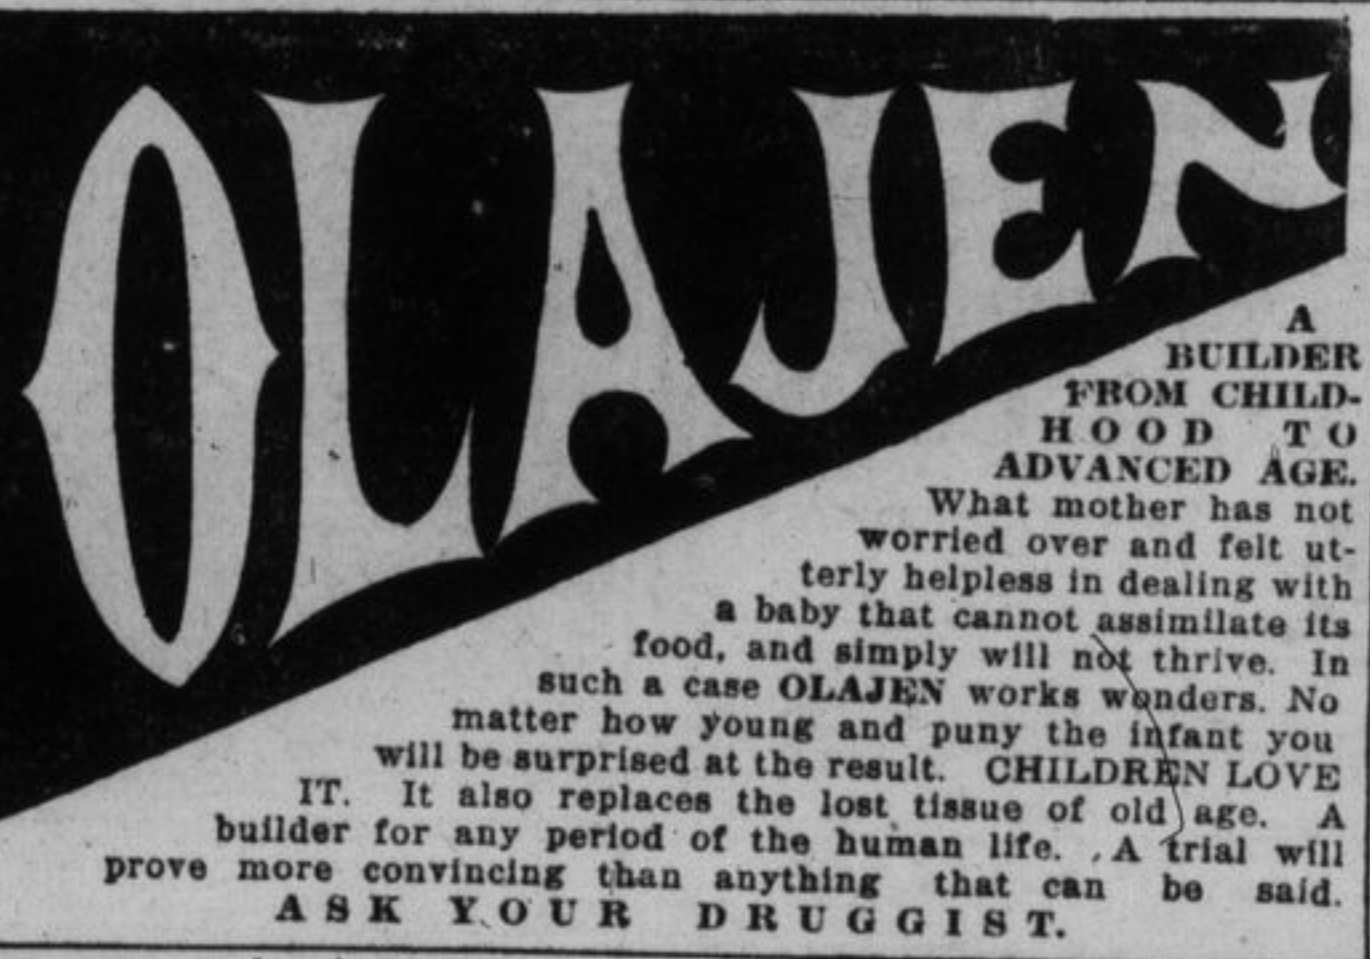 OLAJEN
A
BUILDER
FROM CHILD-
HOOD TO
ADVANCED AGE.
What mother has not
worried over and felt ut-
terly helpless in dealing with
a baby that cannot assimilate its
food, and simply will not thrive. In
such a case OLAJEN works wonders. No
matter how young and puny the infant you
will be surprised at the result. CHILDREN LOVE
IT. It also replaces the lost tissue of old age. A
builder for any period of the human life. A trial will
prove more convincing than anything that can be said.
ASK YOUR DRUGGIST.